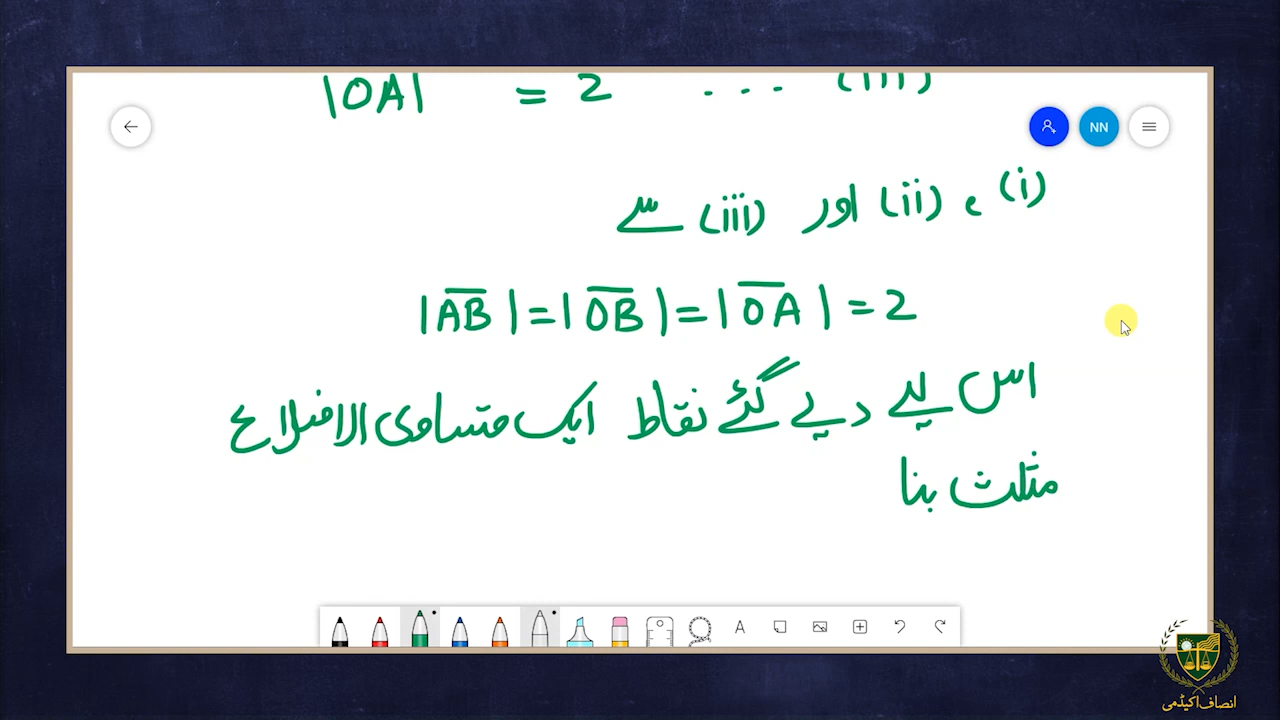 |OA| = 2 ... (iii)
NN
(i) ، (ii) اور (iii) سے
|AB| = |OB| = |OA| = 2
اس لیے دیے گئے نقاط ایک متساوی الاضلاع
مثلث بنا
A
انصاف اکیڈمی